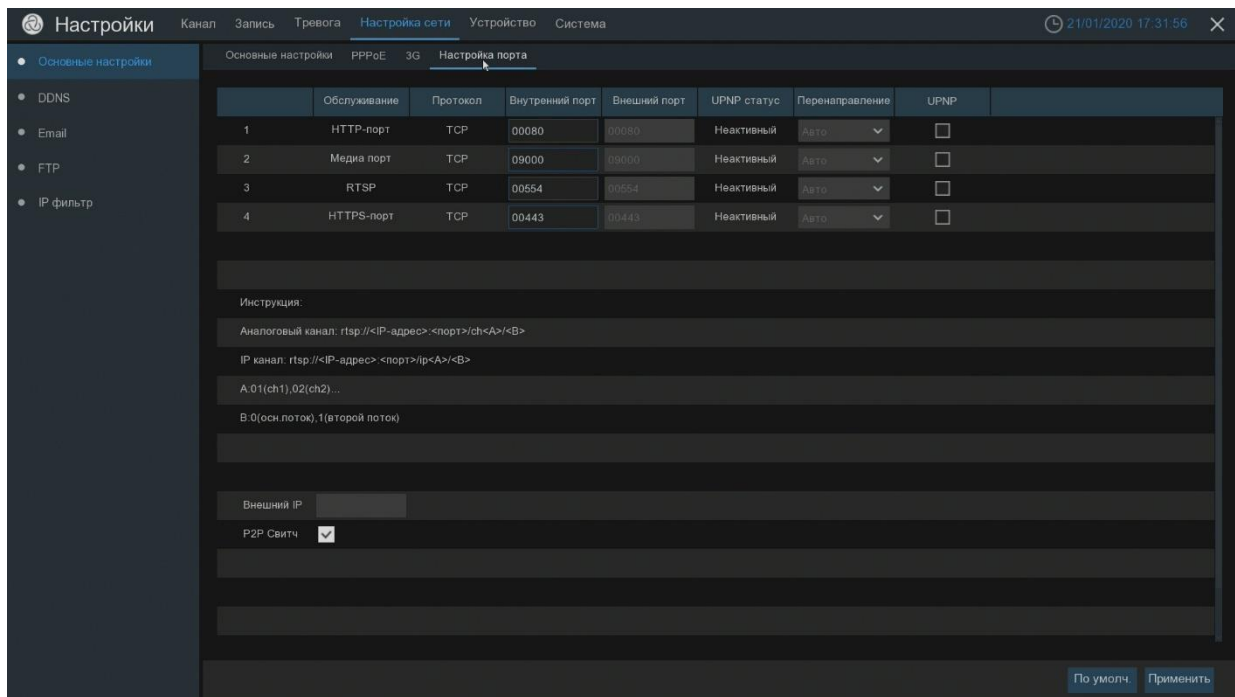 Настройки Канал Запись Тревога Настройка сети Устройство Система 21/01/2020 17:31:56
Основные настройки PPPoE 3G Настройка порта
Основные настройки
DDNS
Email
FTP
IP фильтр
Обслуживание Протокол Внутренний порт Внешний порт UPNP статус Перенаправление UPNP
1 HTTP-порт TCP 00080 00080 Неактивный Авто
2 Медиа порт TCP 09000 09000 Неактивный Авто
3 RTSP TCP 00554 00554 Неактивный Авто
4 HTTPS-порт TCP 00443 00443 Неактивный Авто
Инструкция:
Аналоговый канал: rtsp://<IP-адрес>:<порт>/ch<A>/<B>
IP канал: rtsp://<IP-адрес>:<порт>/ip<A>/<B>
A:01(ch1),02(ch2)...
B:0(осн.поток),1(второй поток)
Внешний IP
P2P Свитч
По умолч. Применить